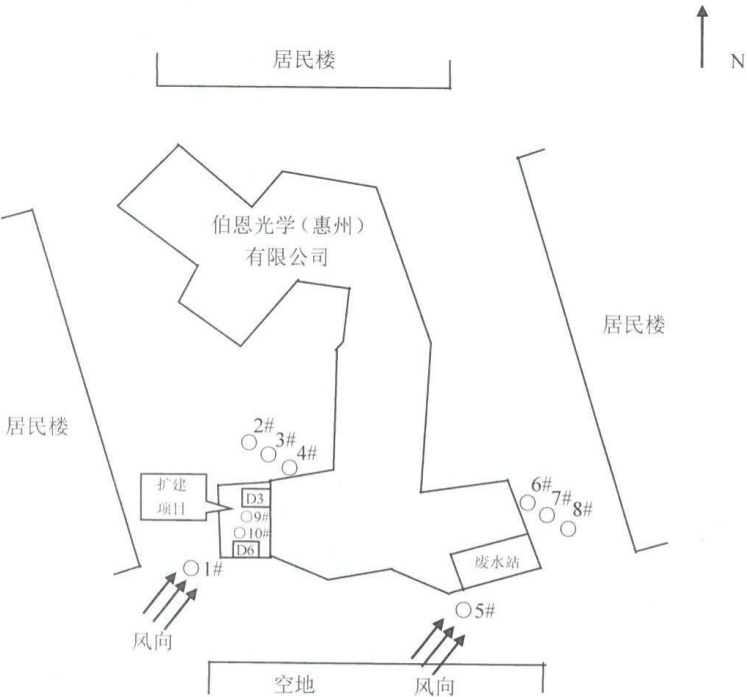 居民楼
N
伯恩光学（惠州）
有限公司
居民楼
居民楼
2#
3#
4#
扩建
项目
D3
9#
10#
D6
6#
7#
8#
废水站
1#
5#
风向
空地
风向